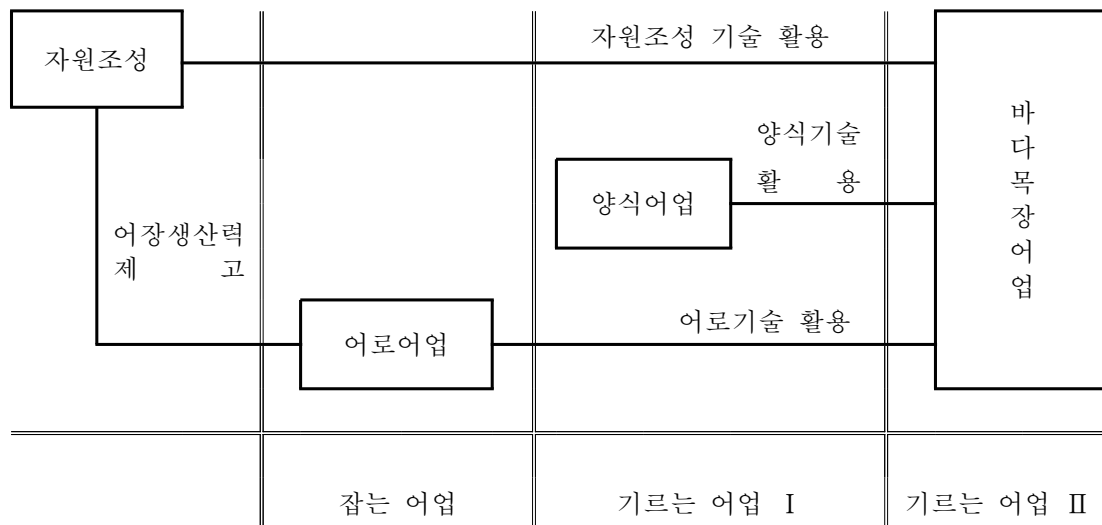 자원조성 기술 활용
자원조성
양식기술
활 용
바다목장어업
양식어업
어장생산력
제 고
어로기술 활용
어로어업
잡는 어업
기르는 어업 Ⅰ
기르는 어업 Ⅱ